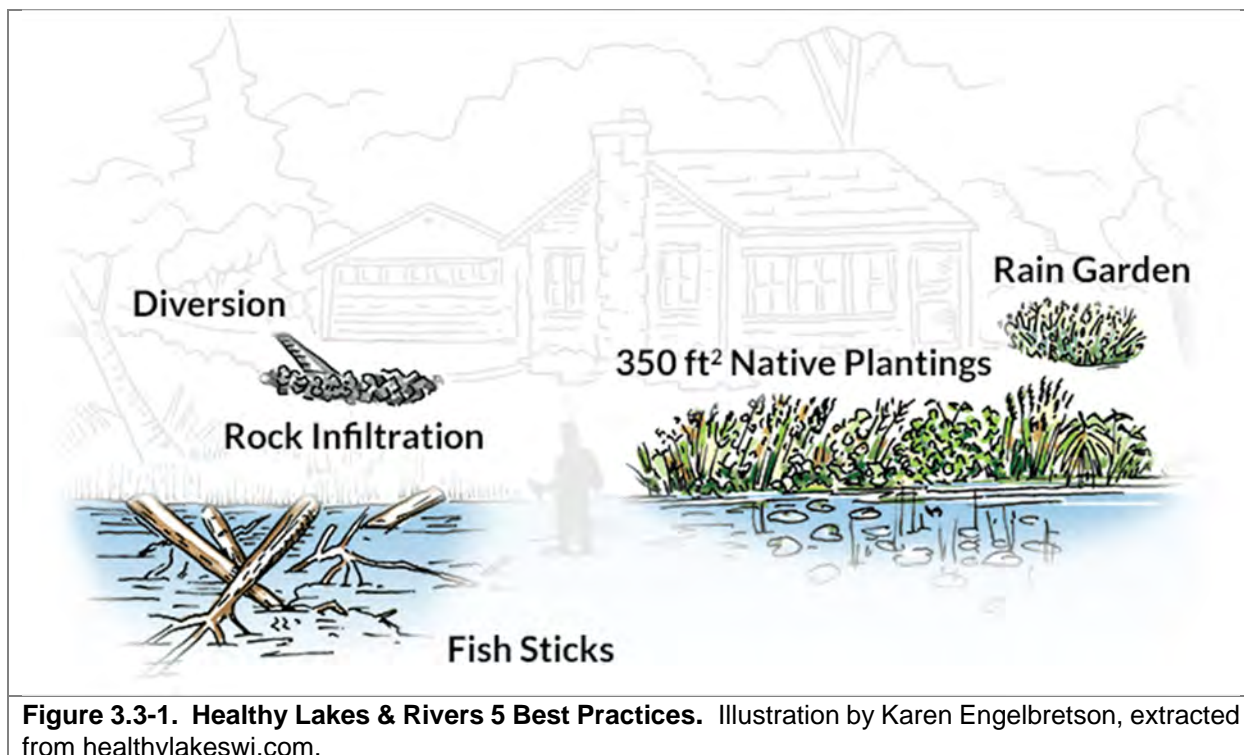 Diversion
Rain Garden
350 ft² Native Plantings
Rock Infiltration
Fish Sticks
Figure 3.3-1. Healthy Lakes & Rivers 5 Best Practices. Illustration by Karen Engelbretson, extracted
from healthylakeswi.com.